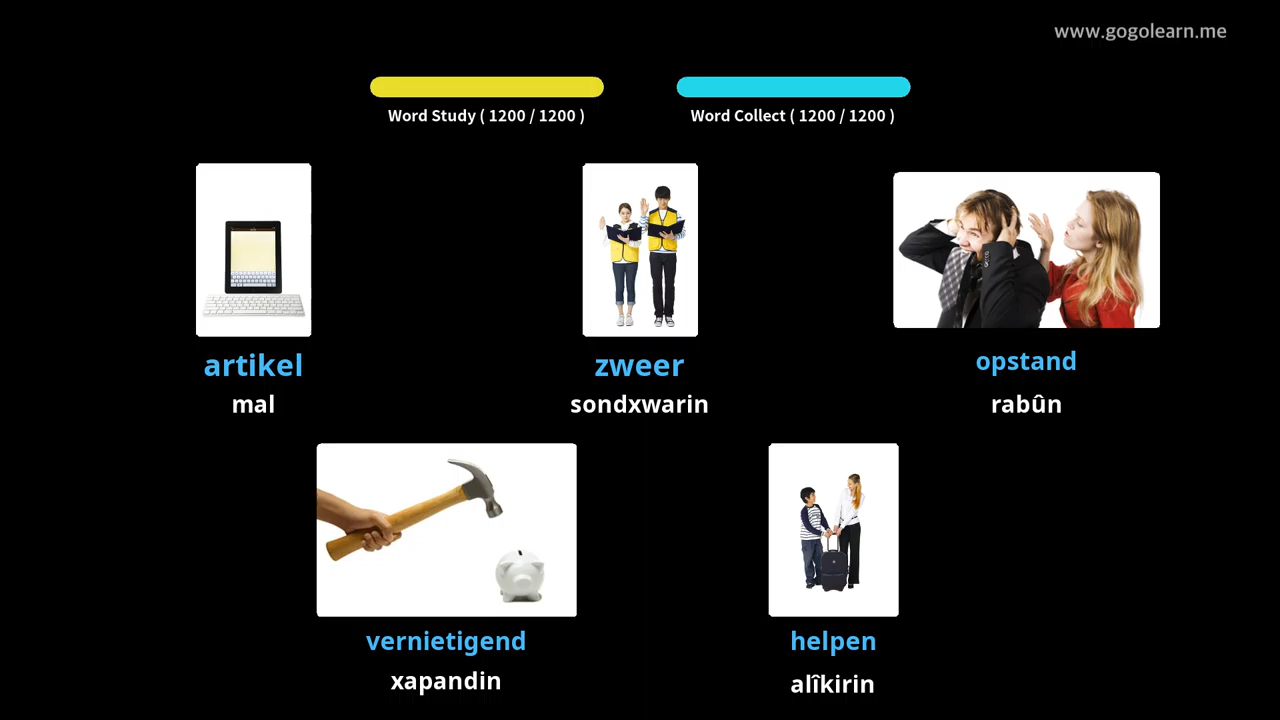 www.gogolearn.me
Word Study ( 1200 / 1200 )
Word Collect ( 1200 / 1200 )
artikel
mal
zweer
sondxwarin
opstand
rabûn
vernietigend
xapandin
helpen
alîkirin